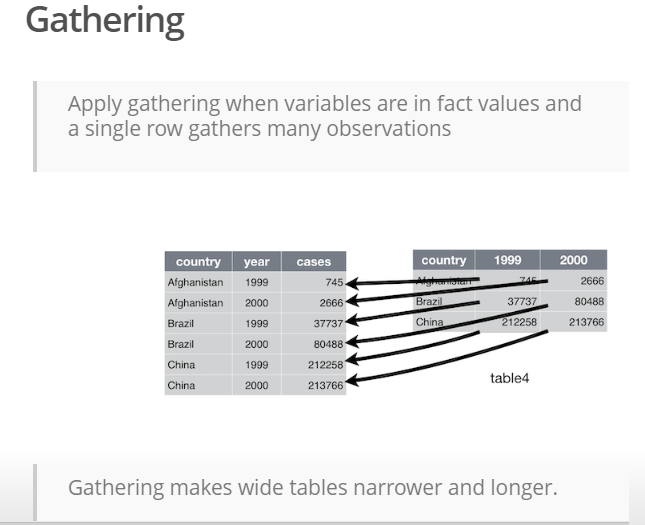 Gathering
Apply gathering when variables are in fact values and
a single row gathers many observations
country year cases
Afghanistan 1999 745
Afghanistan 2000 2666
Brazil 1999 37737
Brazil 2000 80488
China 1999 212258
China 2000 213766
country 1999 2000
Afghanistan 745 2666
Brazil 37737 80488
China 212258 213766
table4
Gathering makes wide tables narrower and longer.